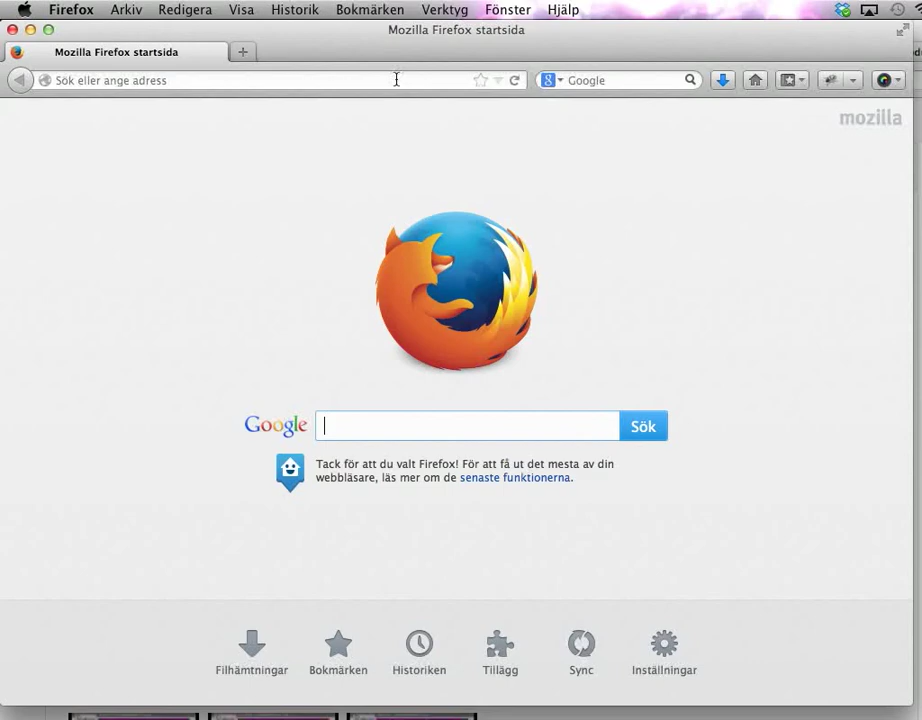 Firefox Arkiv Redigera Visa Historik Bokmärken Verktyg Fönster Hjälp
Mozilla Firefox startsida
Mozilla Firefox startsida
Sök eller ange adress
8 Google
mozilla
Google
Sök
Tack för att du valt Firefox! För att få ut det mesta av din
webbläsare, läs mer om de senaste funktionerna.
Filhämtningar Bokmärken Historiken Tillägg Sync Inställningar